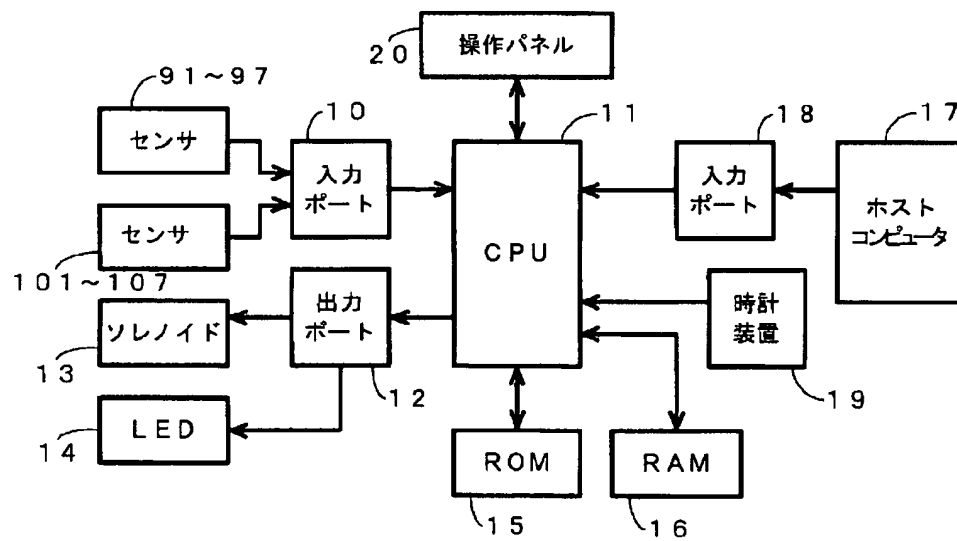 20
操作パネル
91～97
センサ
10
入力
ポート
11
CPU
18
入力
ポート
17
ホスト
コンピュータ
センサ
101～107
ソレノイド
13
出力
ポート
12
時計
装置
19
LED
14
ROM
15
RAM
16